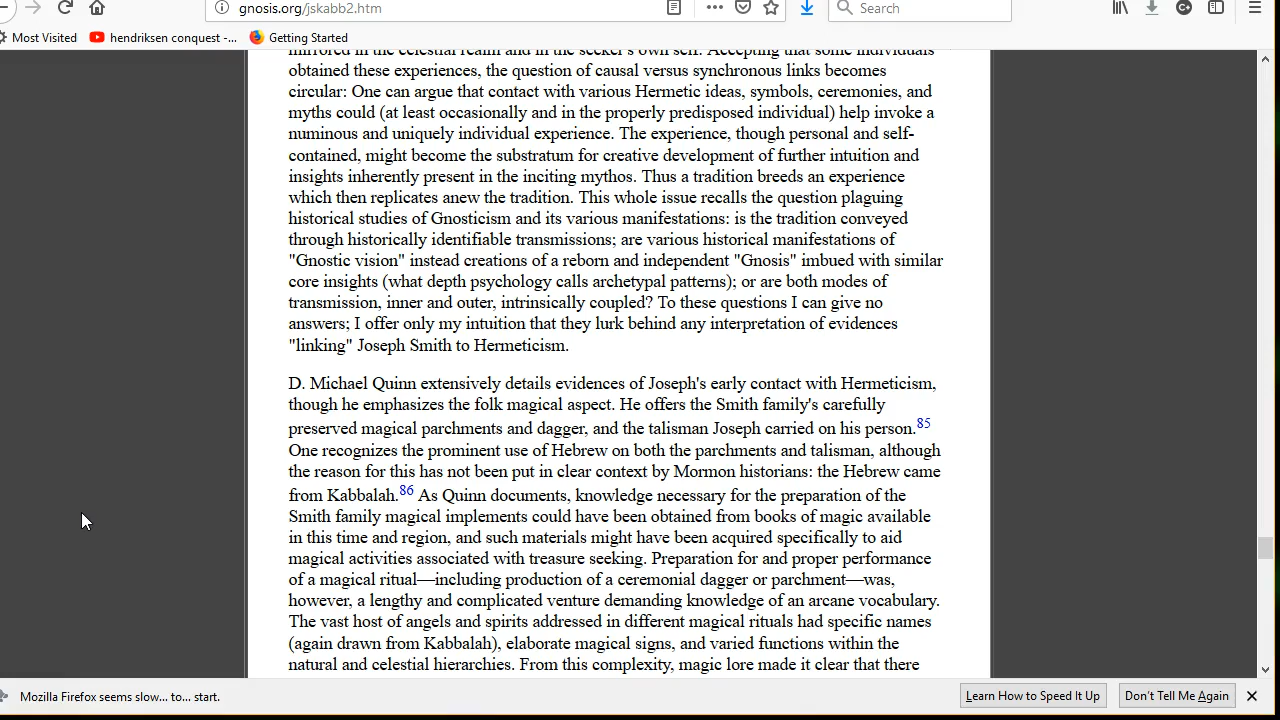 gnosis.org/jskabb2.htm
Search
Most Visited
hendriksen conquest -...
Getting Started
mirrored in the celestial realm and in the seeker's own self. Accepting that some individuals
obtained these experiences, the question of causal versus synchronous links becomes
circular: One can argue that contact with various Hermetic ideas, symbols, ceremonies, and
myths could (at least occasionally and in the properly predisposed individual) help invoke a
numinous and uniquely individual experience. The experience, though personal and self-
contained, might become the substratum for creative development of further intuition and
insights inherently present in the inciting mythos. Thus a tradition breeds an experience
which then replicates anew the tradition. This whole issue recalls the question plaguing
historical studies of Gnosticism and its various manifestations: is the tradition conveyed
through historically identifiable transmissions; are various historical manifestations of
"Gnostic vision" instead creations of a reborn and independent "Gnosis" imbued with similar
core insights (what depth psychology calls archetypal patterns); or are both modes of
transmission, inner and outer, intrinsically coupled? To these questions I can give no
answers; I offer only my intuition that they lurk behind any interpretation of evidences
"linking" Joseph Smith to Hermeticism.
D. Michael Quinn extensively details evidences of Joseph's early contact with Hermeticism,
though he emphasizes the folk magical aspect. He offers the Smith family's carefully
preserved magical parchments and dagger, and the talisman Joseph carried on his person.85
One recognizes the prominent use of Hebrew on both the parchments and talisman, although
the reason for this has not been put in clear context by Mormon historians: the Hebrew came
from Kabbalah.86 As Quinn documents, knowledge necessary for the preparation of the
Smith family magical implements could have been obtained from books of magic available
in this time and region, and such materials might have been acquired specifically to aid
magical activities associated with treasure seeking. Preparation for and proper performance
of a magical ritual—including production of a ceremonial dagger or parchment—was,
however, a lengthy and complicated venture demanding knowledge of an arcane vocabulary.
The vast host of angels and spirits addressed in different magical rituals had specific names
(again drawn from Kabbalah), elaborate magical signs, and varied functions within the
natural and celestial hierarchies. From this complexity, magic lore made it clear that there
Mozilla Firefox seems slow... to... start.
Learn How to Speed It Up
Don't Tell Me Again